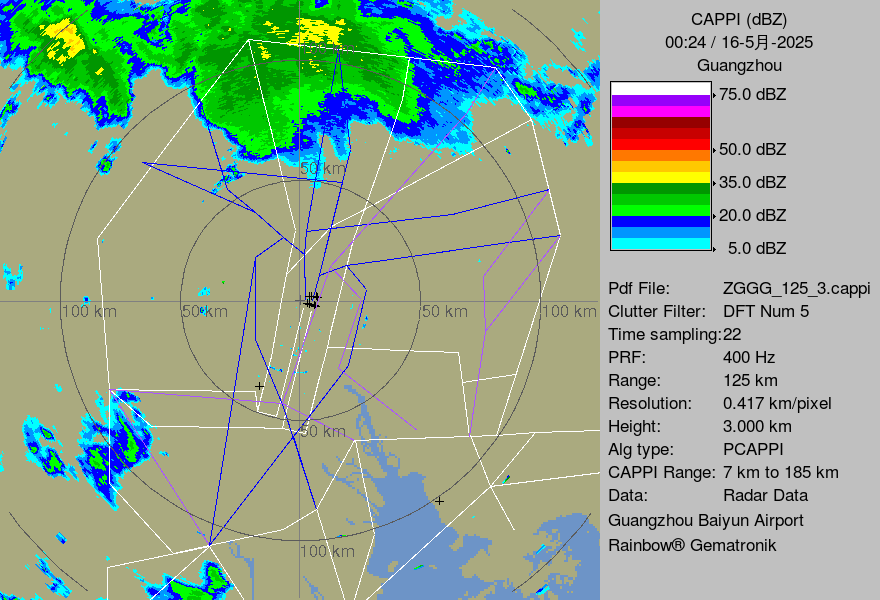 CAPPI (dBZ)
00:24 / 16-5月-2025
Guangzhou
75.0 dBZ
50.0 dBZ
35.0 dBZ
20.0 dBZ
5.0 dBZ
50 km
100 km
50 km
50 km
100 km
50 km
100 km
Pdf File: ZGGG_125_3.cappi
Clutter Filter: DFT Num 5
Time sampling:22
PRF: 400 Hz
Range: 125 km
Resolution: 0.417 km/pixel
Height: 3.000 km
Alg type: PCAPPI
CAPPI Range: 7 km to 185 km
Data: Radar Data
Guangzhou Baiyun Airport
Rainbow® Gematronik